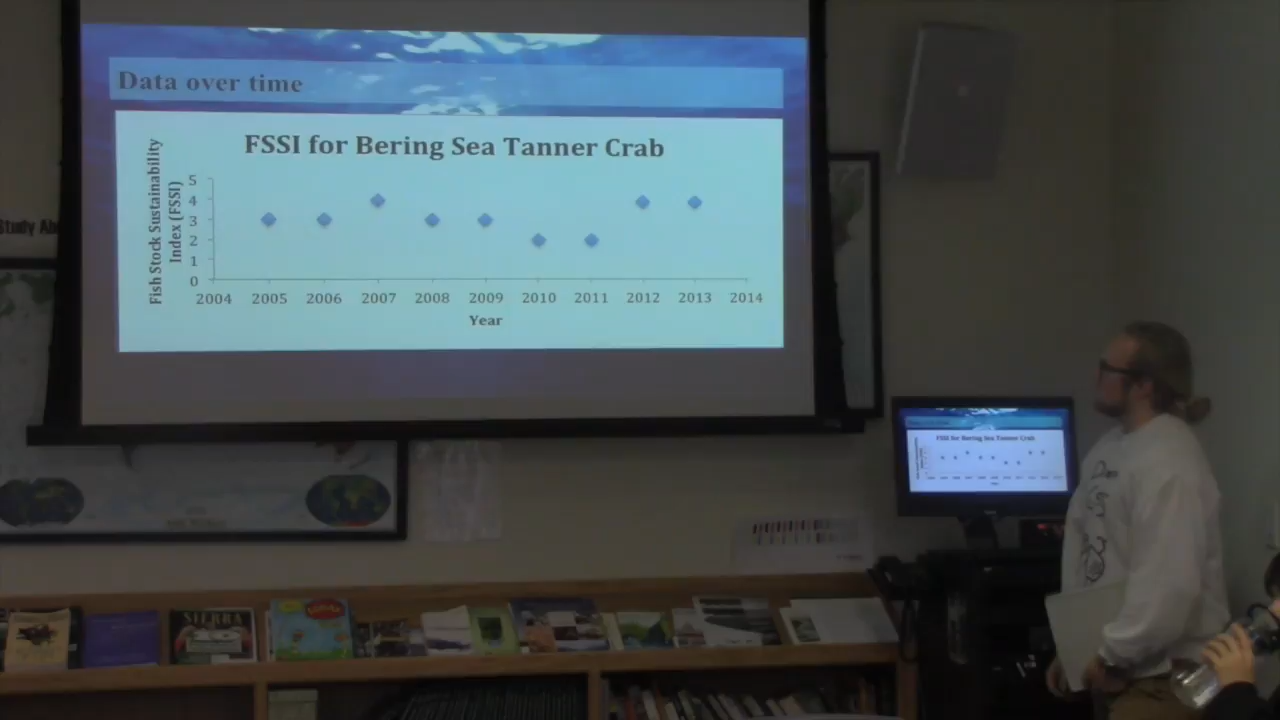 Data over time
FSSI for Bering Sea Tanner Crab
Fish Stock Sustainability
Index (FSSI)
5
4
3
2
1
0
2004 2005 2006 2007 2008 2009 2010 2011 2012 2013 2014
Year
Study
FSSI for Bering Sea Tanner Crab
SIERRA